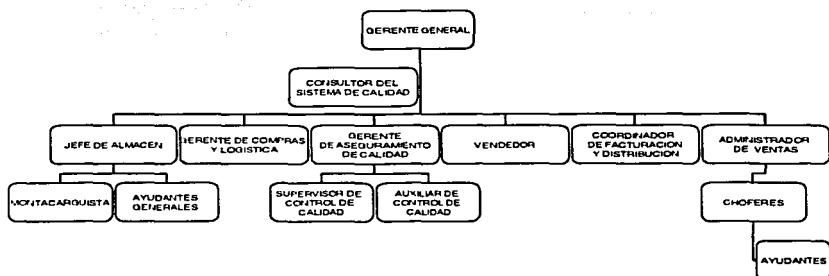 GERENTE GENERAL
CONSULTOR DEL
SISTEMA DE CALIDAD
JEFE DE ALMACEN
GERENTE DE COMPRAS
Y LOGISTICA
GERENTE
DE ASEGURAMIENTO
DE CALIDAD
VENDEDOR
COORDINADOR
DE FACTURACION
Y DISTRIBUCION
ADMINISTRADOR
DE VENTAS
MONTACARGUISTA
AYUDANTES
GENERALES
SUPERVISOR DE
CONTROL DE
CALIDAD
AUXILIAR DE
CONTROL DE
CALIDAD
CHOFERES
AYUDANTES